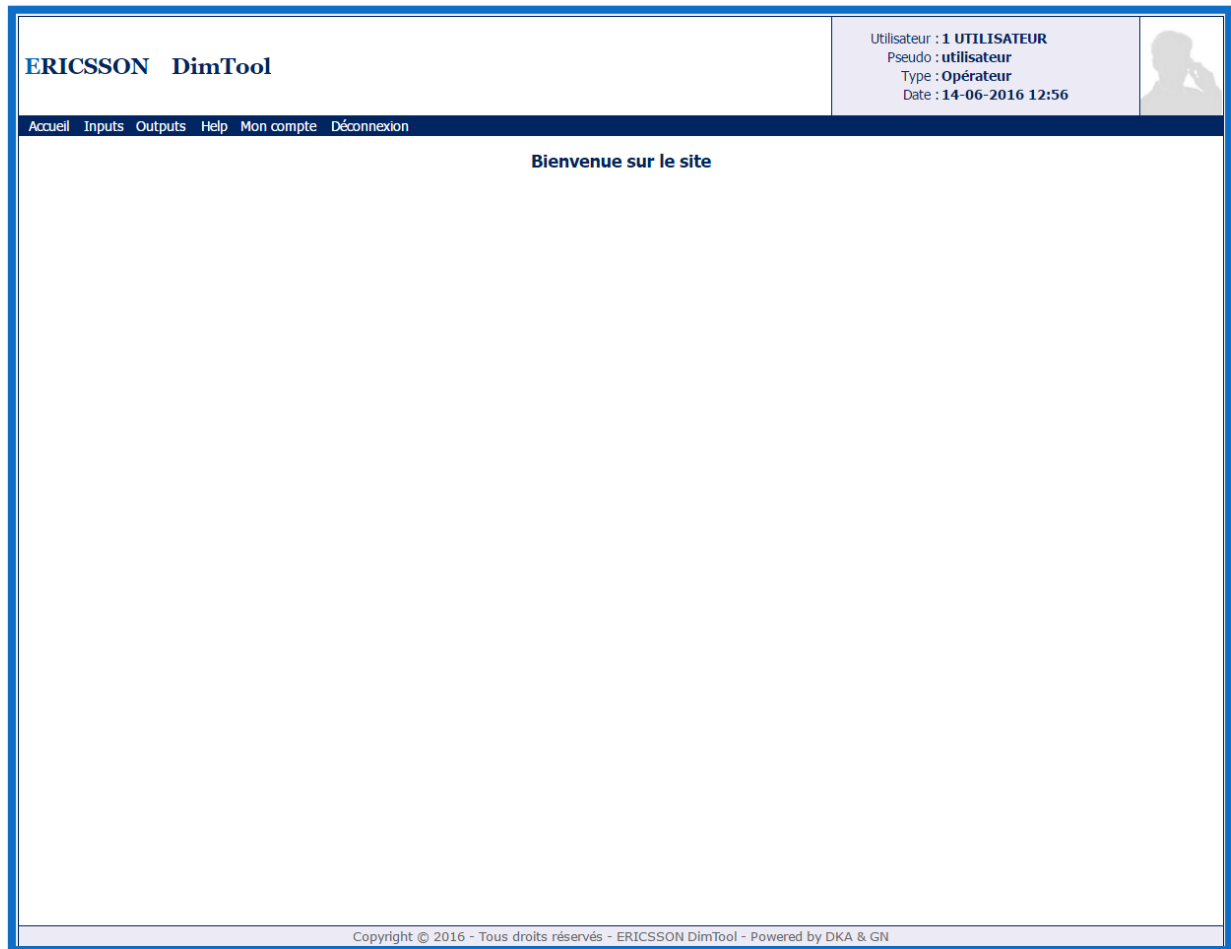 ERICSSON DimTool
Utilisateur : 1 UTILISATEUR
Pseudo : utilisateur
Type : Opérateur
Date : 14-06-2016 12:56
Accueil Inputs Outputs Help Mon compte Déconnexion
Bienvenue sur le site
Copyright © 2016 - Tous droits réservés - ERICSSON DimTool - Powered by DKA & GN